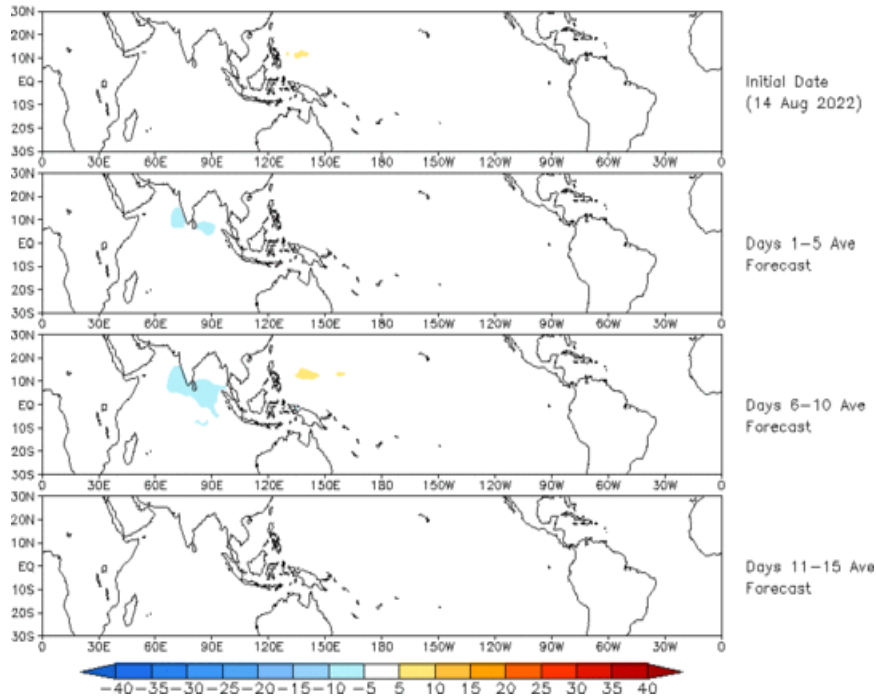 30N
20N
10N
EQ
10S
20S
30S
0 30E 60E 90E 120E 150E 180 150W 120W 90W 60W 30W 0
Initial Date
(14 Aug 2022)
30N
20N
10N
EQ
10S
20S
30S
0 30E 60E 90E 120E 150E 180 150W 120W 90W 60W 30W 0
Days 1-5 Ave
Forecast
30N
20N
10N
EQ
10S
20S
30S
0 30E 60E 90E 120E 150E 180 150W 120W 90W 60W 30W 0
Days 6-10 Ave
Forecast
30N
20N
10N
EQ
10S
20S
30S
0 30E 60E 90E 120E 150E 180 150W 120W 90W 60W 30W 0
Days 11-15 Ave
Forecast
-40 -35 -30 -25 -20 -15 -10 -5 5 10 15 20 25 30 35 40